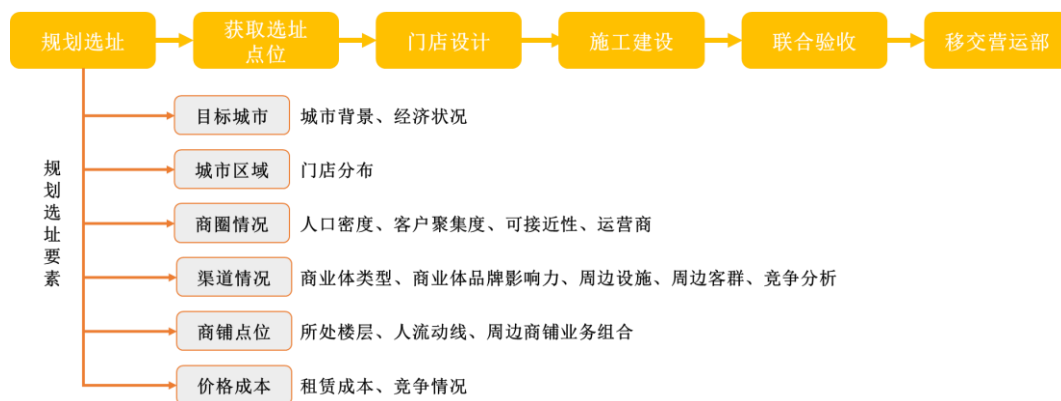 规划选址
获取选址
点位
门店设计
施工建设
联合验收
移交营运部
规划选址要素
目标城市
城市背景、经济状况
城市区域
门店分布
商圈情况
人口密度、客户聚集度、可接近性、运营商
渠道情况
商业体类型、商业体品牌影响力、周边设施、周边客群、竞争分析
商铺点位
所处楼层、人流动线、周边商铺业务组合
价格成本
租赁成本、竞争情况